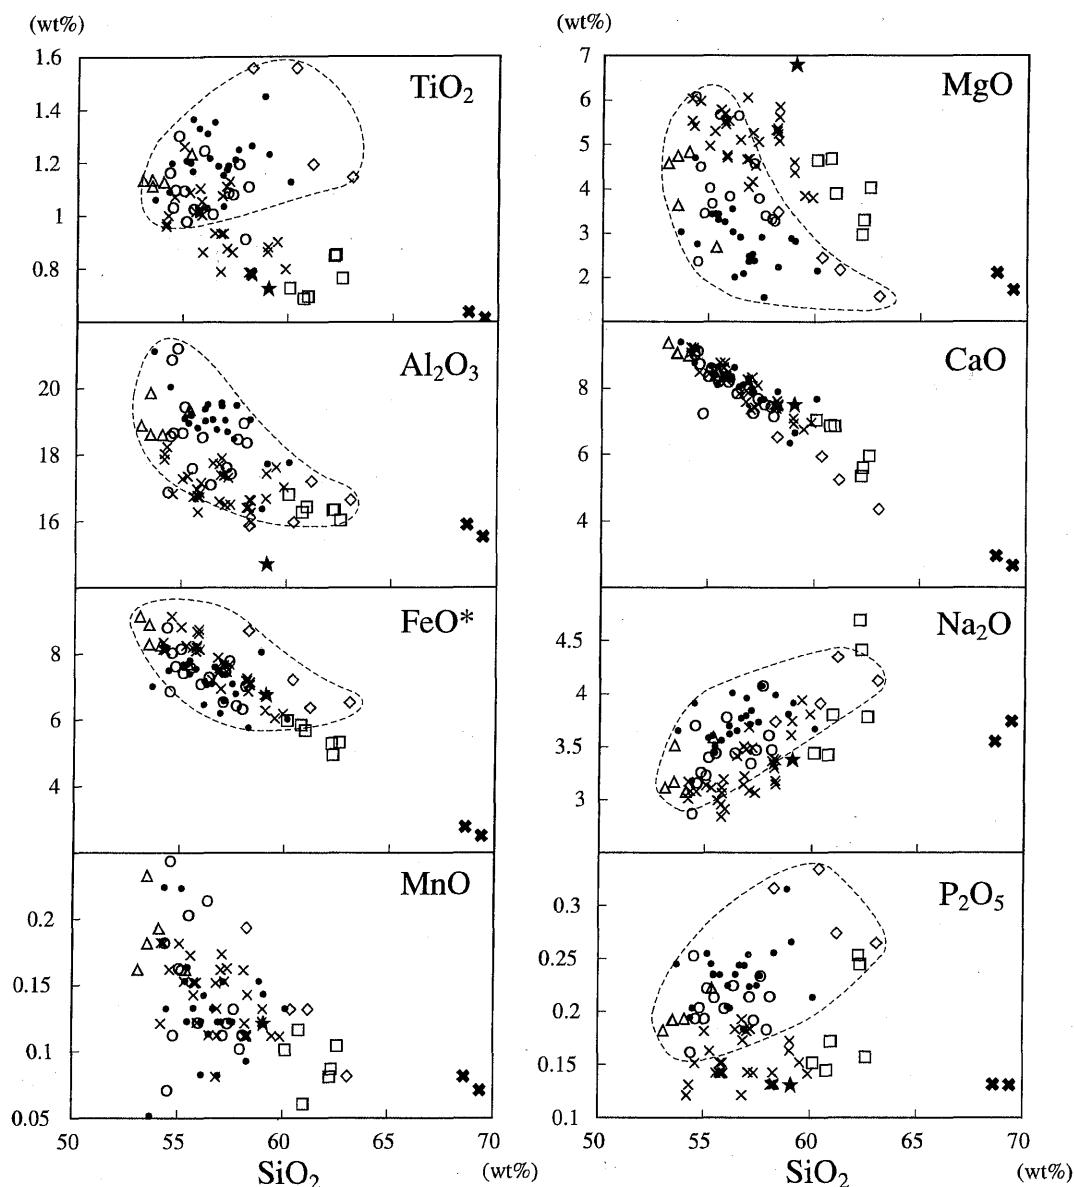 (wt%)
1.6
1.4
1.2
1
0.8
TiO₂
20
18
16
Al₂O₃
8
6
4
FeO*
0.2
0.15
0.1
0.05
MnO
50 55 60 65 70
SiO₂ (wt%)
(wt%)
7
6
5
4
3
2
MgO
8
6
4
CaO
4.5
4
3.5
3
Na₂O
0.3
0.25
0.2
0.15
0.1
P₂O₅
50 55 60 65 70
SiO₂ (wt%)